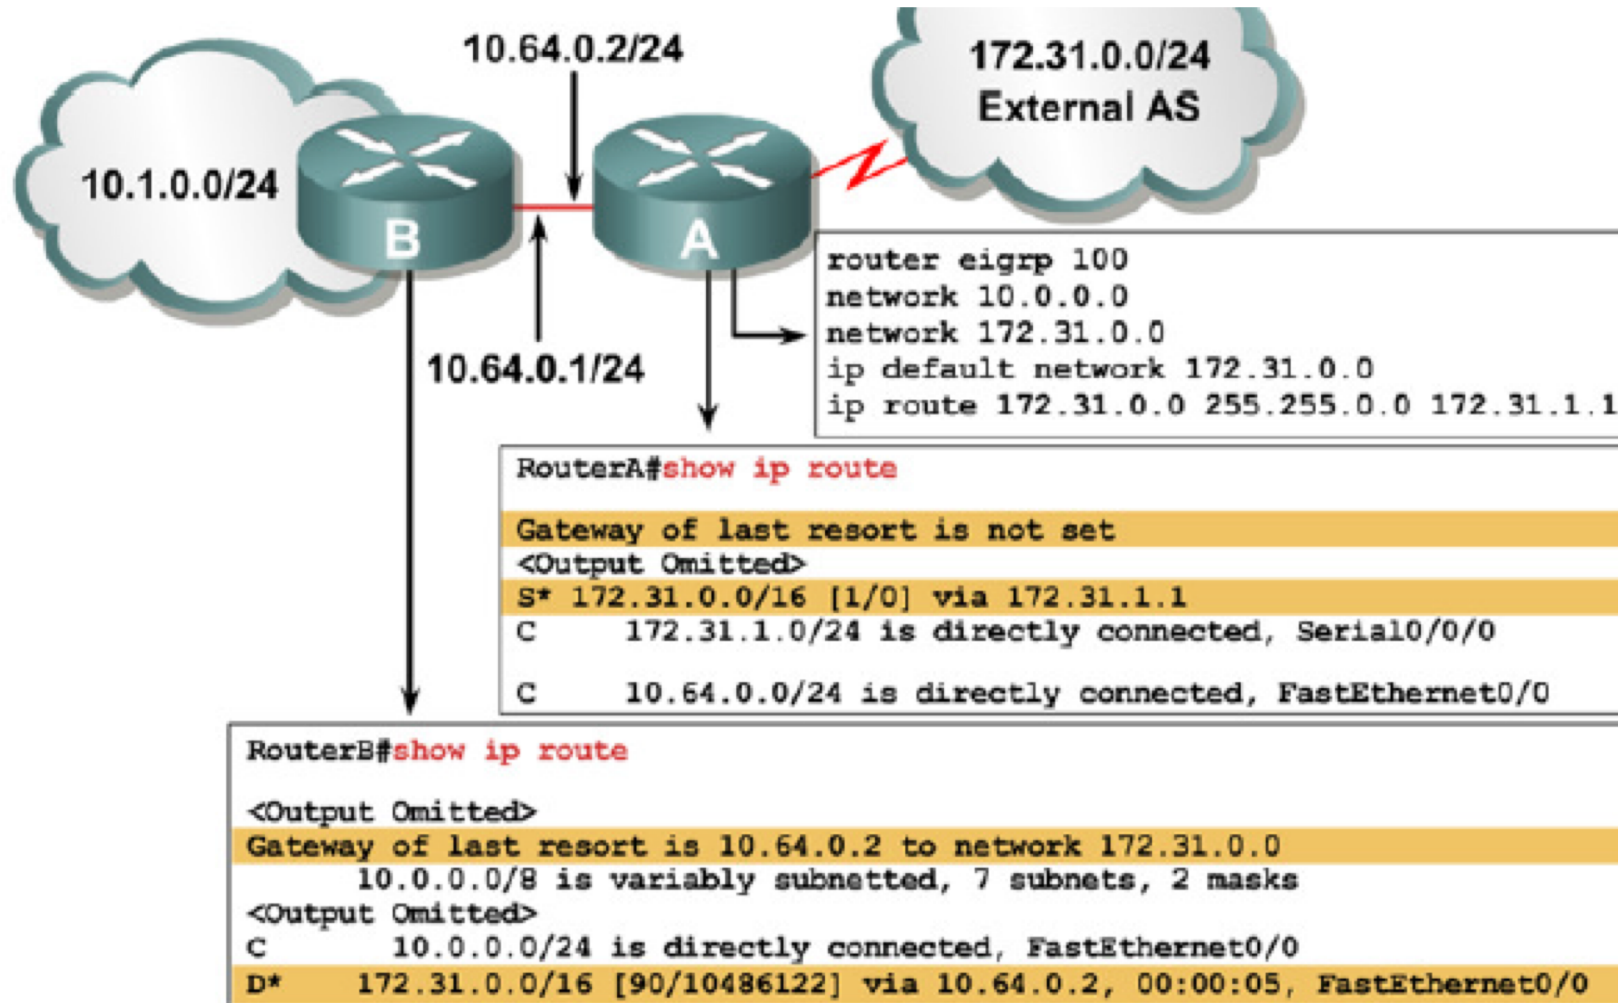 10.64.0.2/24
172.31.0.0/24
External AS
10.1.0.0/24
B
A
10.64.0.1/24
router eigrp 100
network 10.0.0.0
network 172.31.0.0
ip default network 172.31.0.0
ip route 172.31.0.0 255.255.0.0 172.31.1.1
RouterA#show ip route
Gateway of last resort is not set
<Output Omitted>
S* 172.31.0.0/16 [1/0] via 172.31.1.1
C 172.31.1.0/24 is directly connected, Serial0/0/0
C 10.64.0.0/24 is directly connected, FastEthernet0/0
RouterB#show ip route
<Output Omitted>
Gateway of last resort is 10.64.0.2 to network 172.31.0.0
10.0.0.0/8 is variably subnetted, 7 subnets, 2 masks
<Output Omitted>
C 10.0.0.0/24 is directly connected, FastEthernet0/0
D* 172.31.0.0/16 [90/10486122] via 10.64.0.2, 00:00:05, FastEthernet0/0